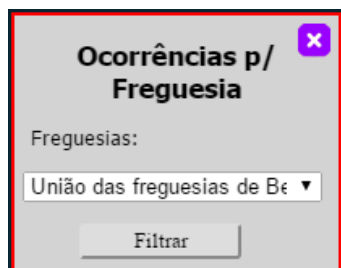 Ocorrências p/
Freguesia
Freguesias:
União das freguesias de Be
Filtrar